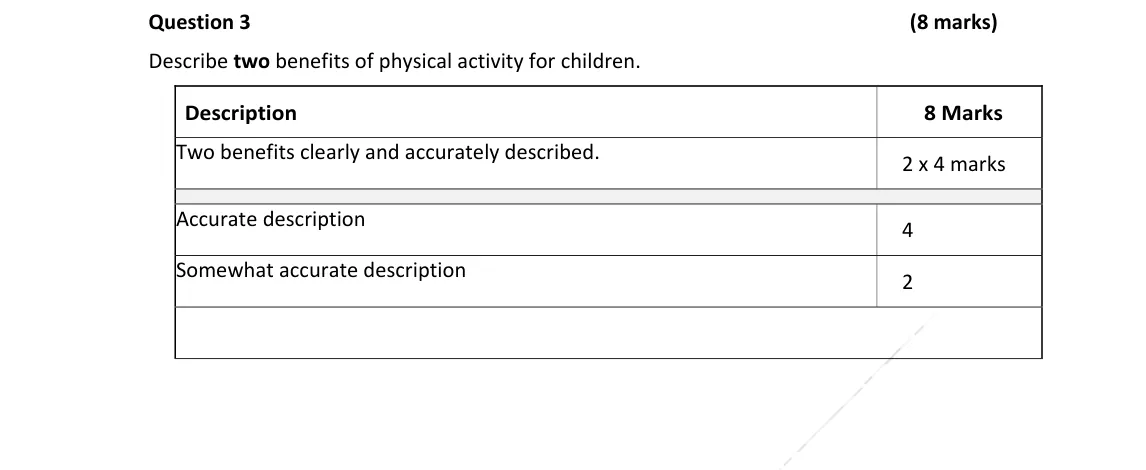 Question 3 (8 marks)
Describe two benefits of physical activity for children.
Description 8 Marks
Two benefits clearly and accurately described. 2 x 4 marks
Accurate description 4
Somewhat accurate description 2